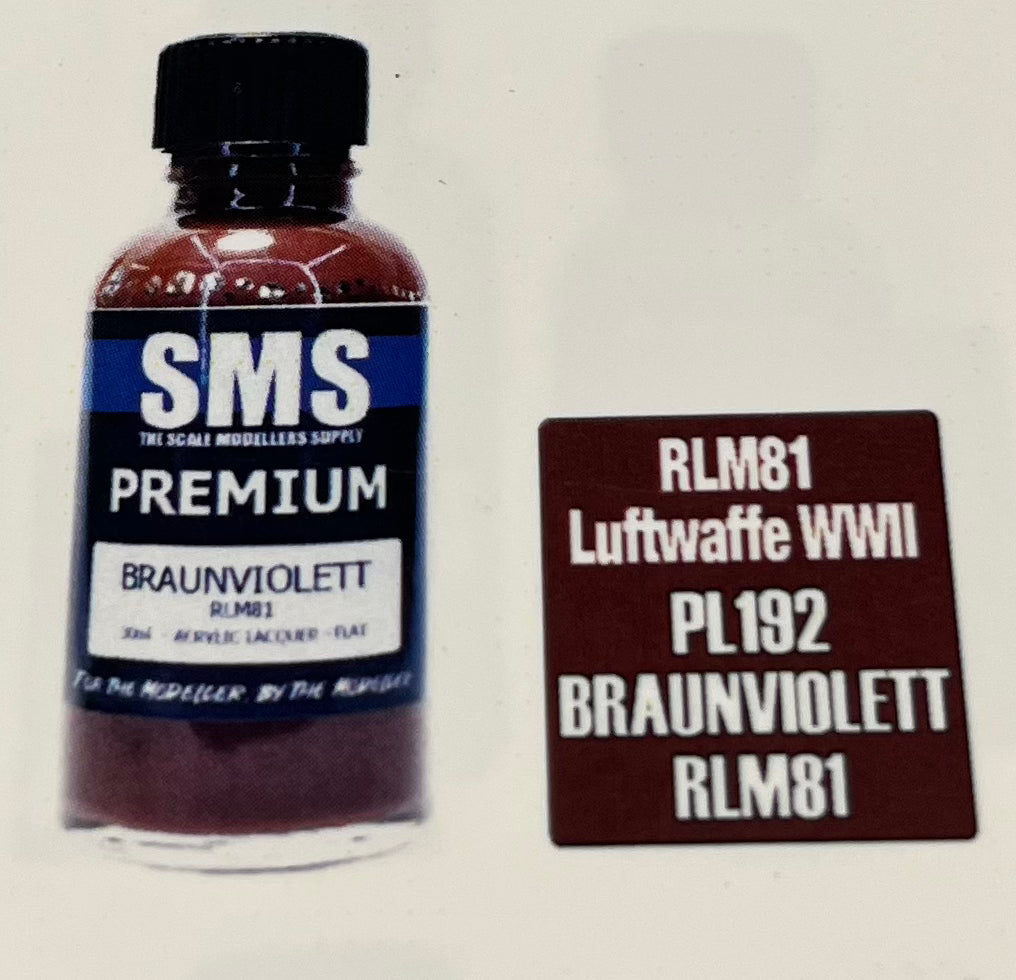 SMS
THE SCALE MODELLERS SUPPLY
PREMIUM
BRAUNVIOLETT
RLM81
30ml - ACRYLIC LACQUER - FLAT
FOR THE MODELLER, BY THE MODELLER
RLM81
Luftwaffe WWII
PL192
BRAUNVIOLETT
RLM81